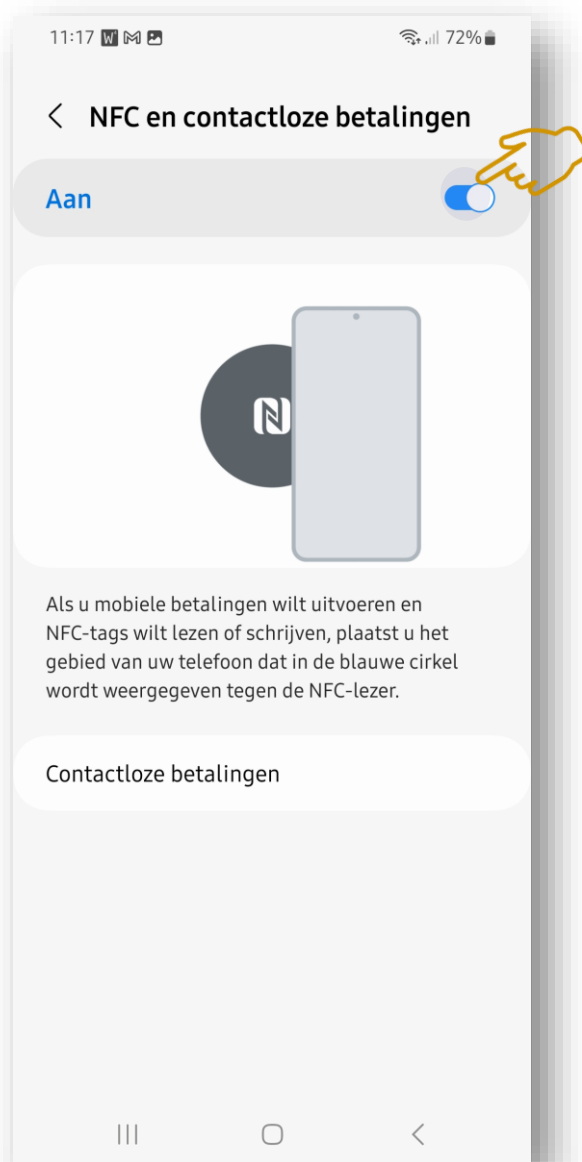 11:17 72%
NFC en contactloze betalingen
Aan
Als u mobiele betalingen wilt uitvoeren en
NFC-tags wilt lezen of schrijven, plaatst u het
gebied van uw telefoon dat in de blauwe cirkel
wordt weergegeven tegen de NFC-lezer.
Contactloze betalingen